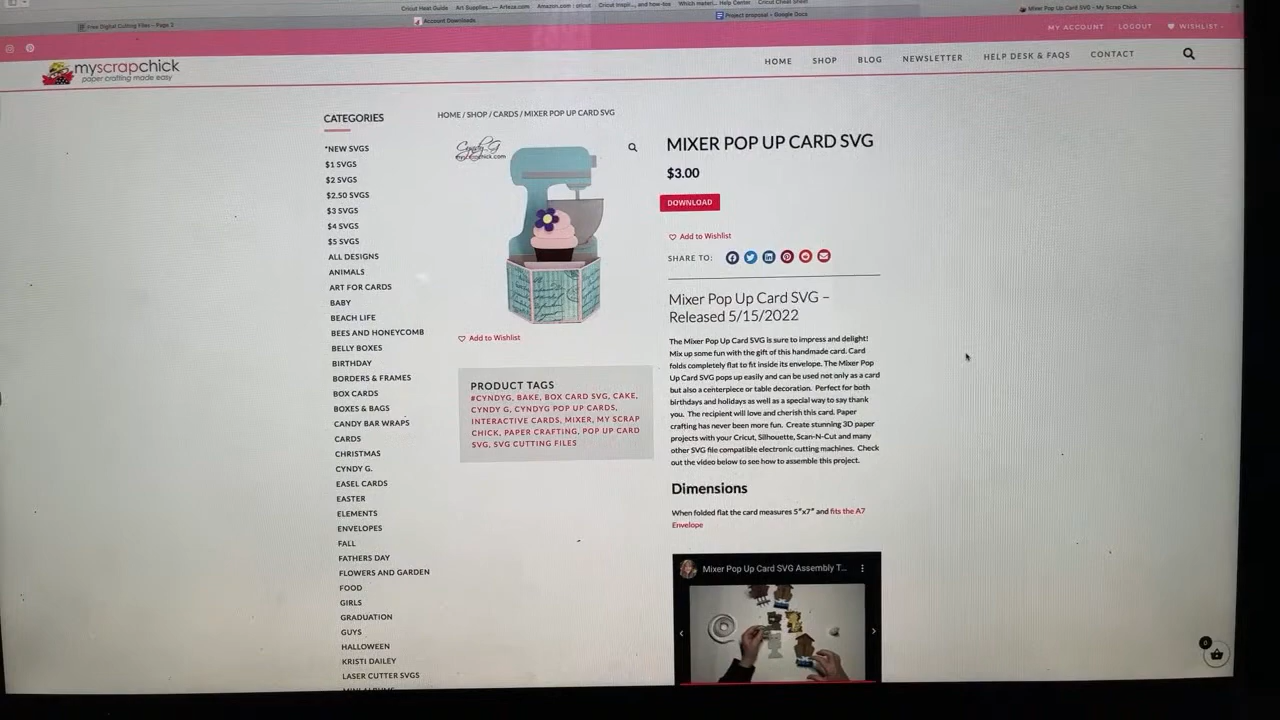 Cricut Heat Guide
Art Supplies,... — Arteza.com
Amazon.com : cricut
Cricut Inspir..., and how-tos
Which materi... Help Center
Cricut Cheat Sheet
Free Digital Cutting Files – Page 2
Account Downloads
Project proposal - Google Docs
Mixer Pop Up Card SVG - My Scrap Chick
MY ACCOUNT
LOGOUT
WISHLIST -
myscrapchick
paper crafting made easy
HOME
SHOP
BLOG
NEWSLETTER
HELP DESK & FAQS
CONTACT
CATEGORIES
*NEW SVGS
$1 SVGS
$2 SVGS
$2.50 SVGS
$3 SVGS
$4 SVGS
$5 SVGS
ALL DESIGNS
ANIMALS
ART FOR CARDS
BABY
BEACH LIFE
BEES AND HONEYCOMB
BELLY BOXES
BIRTHDAY
BORDERS & FRAMES
BOX CARDS
BOXES & BAGS
CANDY BAR WRAPS
CARDS
CHRISTMAS
CYNDY G.
EASEL CARDS
EASTER
ELEMENTS
ENVELOPES
FALL
FATHERS DAY
FLOWERS AND GARDEN
FOOD
GIRLS
GRADUATION
GUYS
HALLOWEEN
KRISTI DAILEY
LASER CUTTER SVGS
MINI ALBUMS
HOME / SHOP / CARDS / MIXER POP UP CARD SVG
Cyndy G
myscrapchick.com
Add to Wishlist
PRODUCT TAGS
#CYNDYG, BAKE, BOX CARD SVG, CAKE,
CYNDY G, CYNDYG POP UP CARDS,
INTERACTIVE CARDS, MIXER, MY SCRAP
CHICK, PAPER CRAFTING, POP UP CARD
SVG, SVG CUTTING FILES
MIXER POP UP CARD SVG
$3.00
DOWNLOAD
Add to Wishlist
SHARE TO:
Mixer Pop Up Card SVG –
Released 5/15/2022
The Mixer Pop Up Card SVG is sure to impress and delight!
Mix up some fun with the gift of this handmade card. Card
folds completely flat to fit inside its envelope. The Mixer Pop
Up Card SVG pops up easily and can be used not only as a card
but also a centerpiece or table decoration. Perfect for both
birthdays and holidays as well as a special way to say thank
you. The recipient will love and cherish this card. Paper
crafting has never been more fun. Create stunning 3D paper
projects with your Cricut, Silhouette, Scan-N-Cut and many
other SVG file compatible electronic cutting machines. Check
out the video below to see how to assemble this project.
Dimensions
When folded flat the card measures 5"x7" and fits the A7
Envelope
Mixer Pop Up Card SVG Assembly T...
0